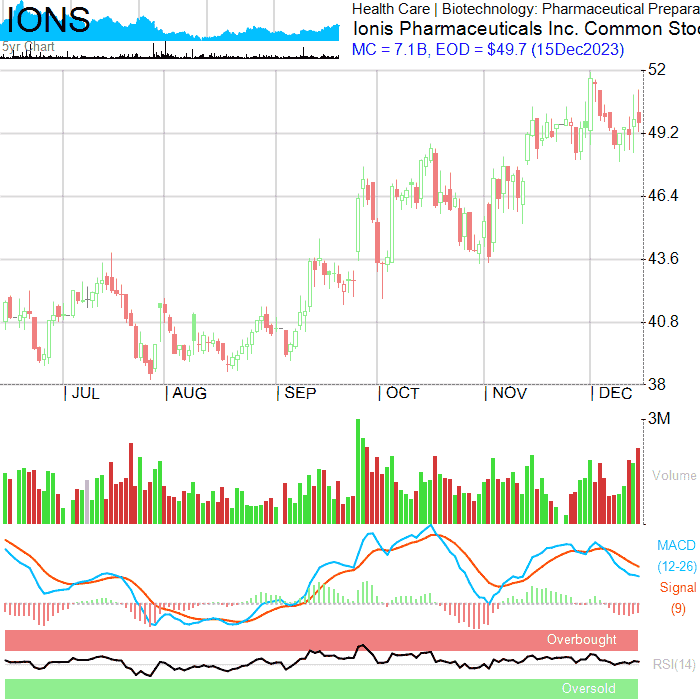 IONS
5yr Chart
Health Care | Biotechnology: Pharmaceutical Prepara
Ionis Pharmaceuticals Inc. Common Sto
MC = 7.1B, EOD = $49.7 (15Dec2023)
52
49.2
46.4
43.6
40.8
38
| JUL | AUG | SEP | OCT | NOV | DEC
3M
Volume
MACD
(12-26)
Signal
(9)
Overbought
RSI(14)
Oversold